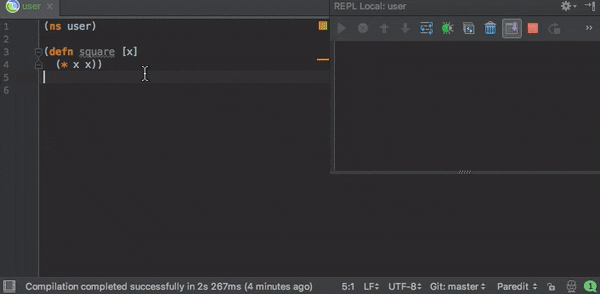 user
REPL Local: user
1 (ns user)
2
3 (defn square [x]
4 (* x x))
5
6
Compilation completed successfully in 2s 267ms (4 minutes ago) 5:1 LF UTF-8 Git: master Paredit 1